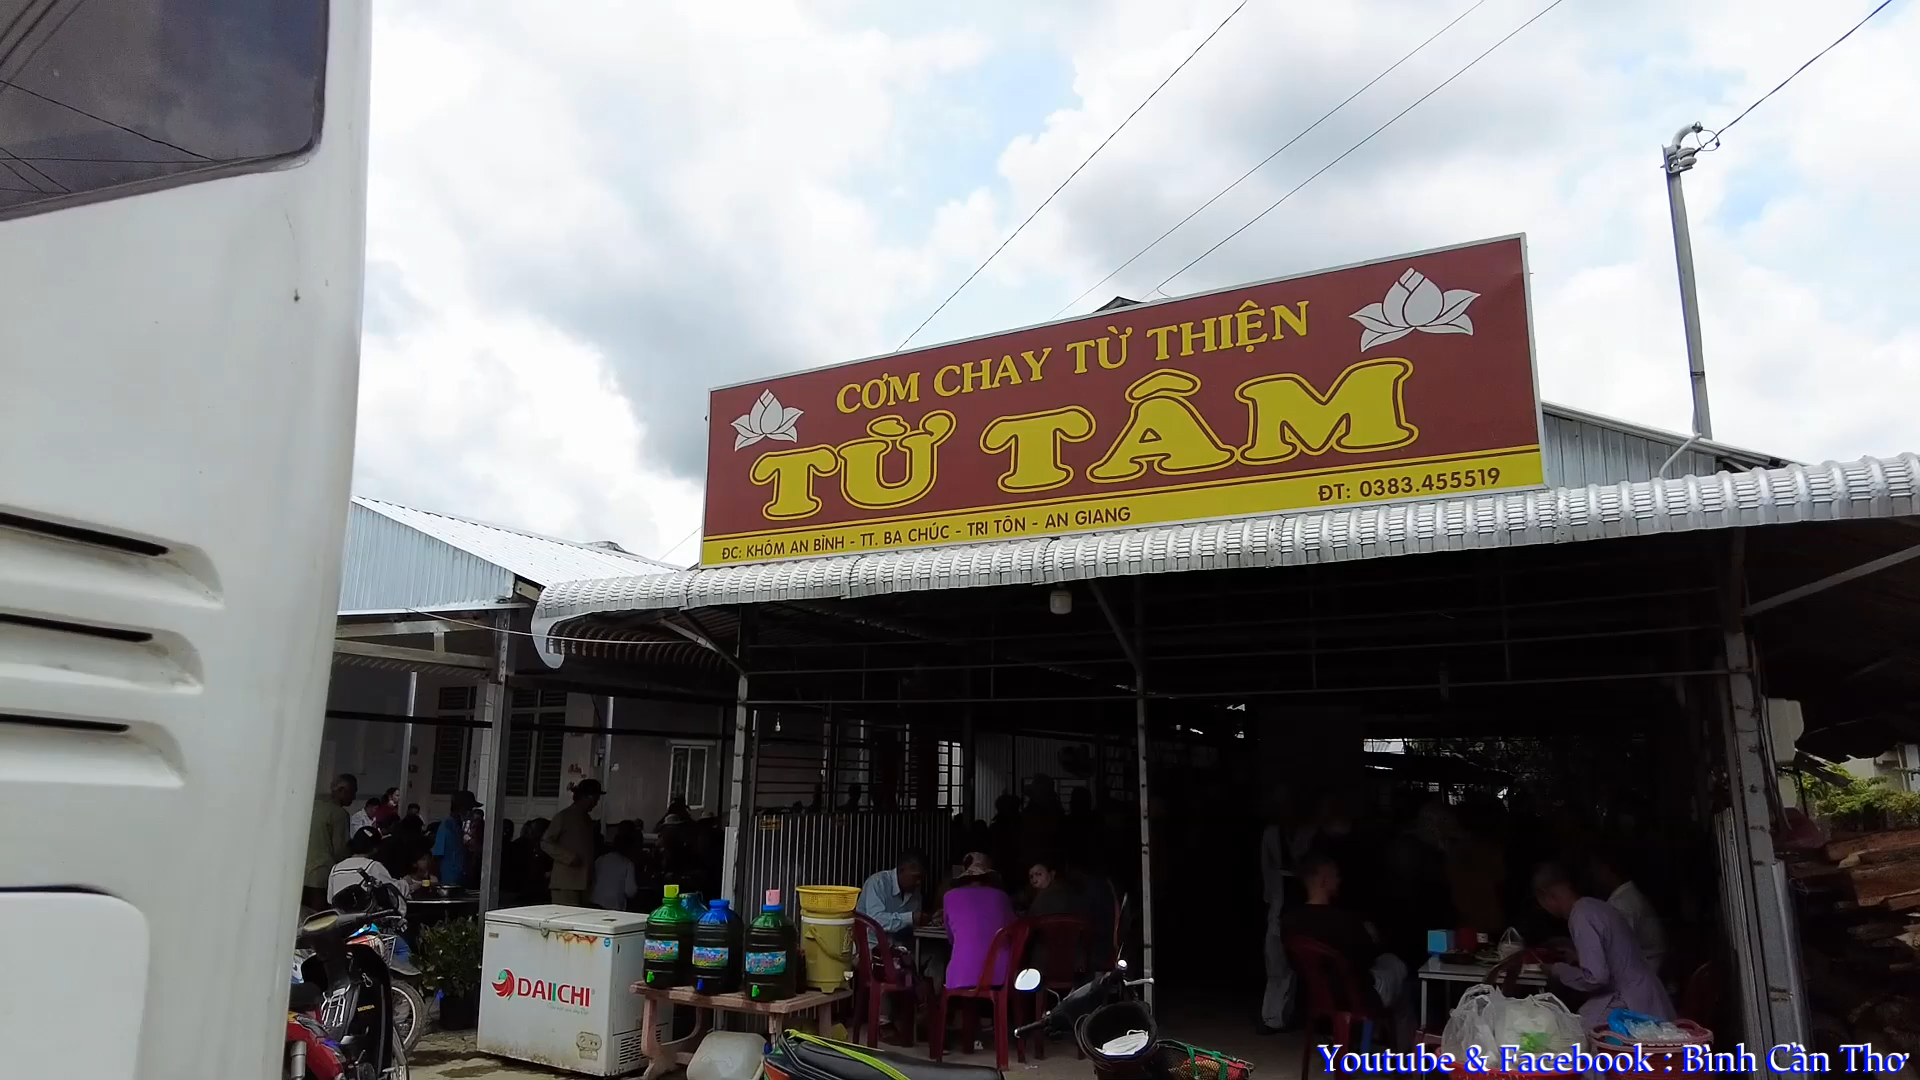 CƠM CHAY TỪ THIỆN
TỪ TÂM
ĐT: 0383.455519
ĐC: KHÓM AN BÌNH - TT. BA CHÚC - TRI TÔN - AN GIANG
DAIICHI
Youtube & Facebook : Bình Cần Thơ